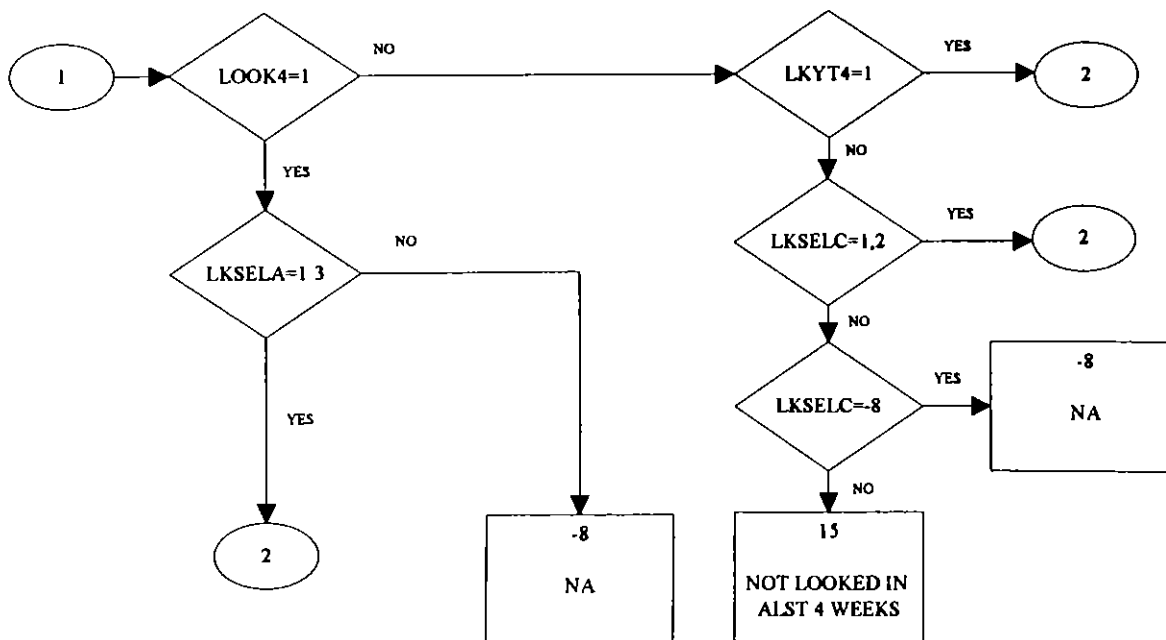 1
LOOK4=1
NO
LKYT4=1
YES
2
YES
NO
LKSELA=1 3
NO
LKSELC=1,2
YES
2
NO
YES
LKSELC=-8
YES
-8
NA
NO
2
-8
NA
15
NOT LOOKED IN
ALST 4 WEEKS